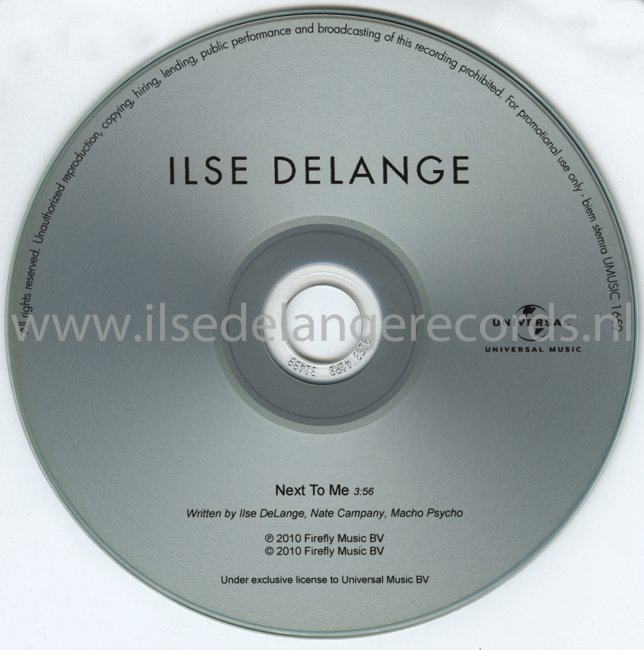 All rights reserved. Unauthorized reproduction, copying, hiring, lending, public performance and broadcasting of this recording prohibited. For promotional use only - biem stemra UMUSIC
ILSE DELANGE
www.ilsedelangerecords.nl
UNIVERSAL
UNIVERSAL MUSIC
Next To Me 3:56
Written by Ilse DeLange, Nate Campany, Macho Psycho
℗ 2010 Firefly Music BV
© 2010 Firefly Music BV
Under exclusive license to Universal Music BV